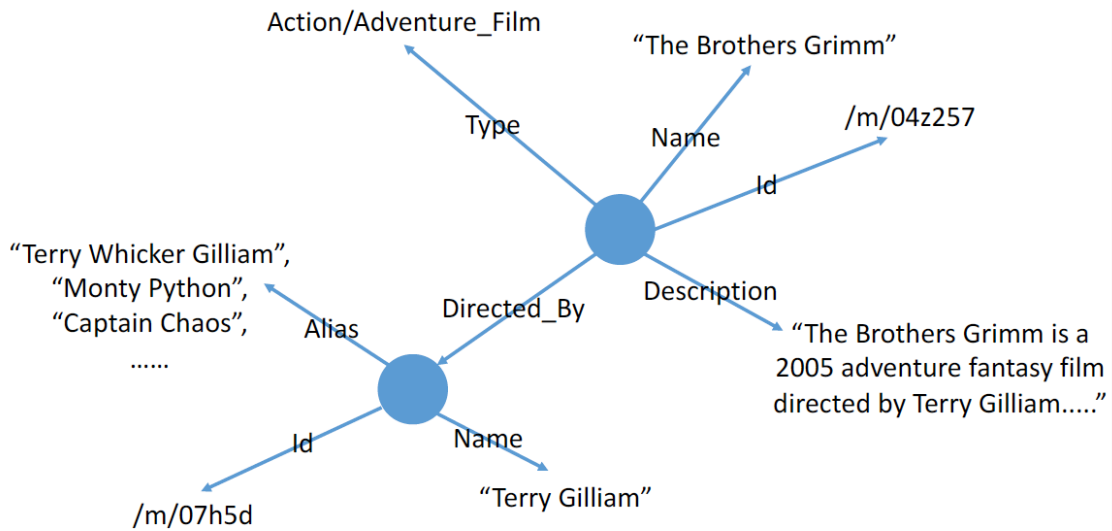 Action/Adventure_Film
“The Brothers Grimm”
Type
Name
/m/04z257
Id
“Terry Whicker Gilliam”,
“Monty Python”,
“Captain Chaos”,
......
Alias
Directed_By
Description
“The Brothers Grimm is a
2005 adventure fantasy film
directed by Terry Gilliam.....”
Id
Name
/m/07h5d
“Terry Gilliam”